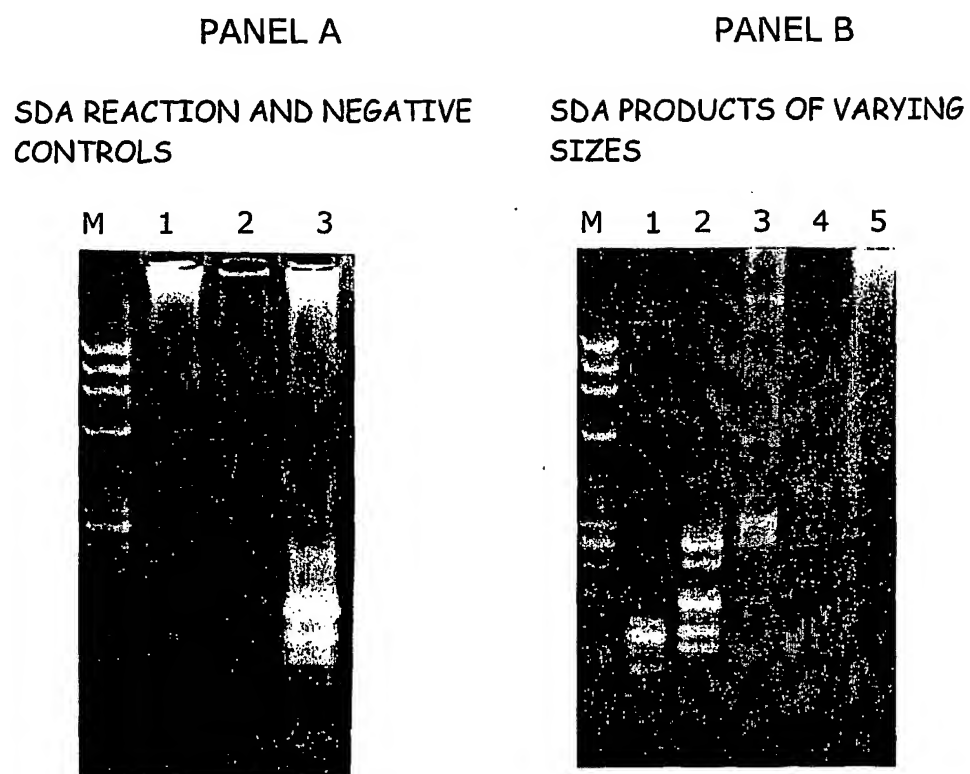 PANEL A
SDA REACTION AND NEGATIVE
CONTROLS
M 1 2 3
PANEL B
SDA PRODUCTS OF VARYING
SIZES
M 1 2 3 4 5